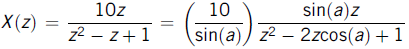 X(z) = 10z / (z² − z + 1) = (10 / sin(a)) sin(a)z / (z² − 2zcos(a) + 1)